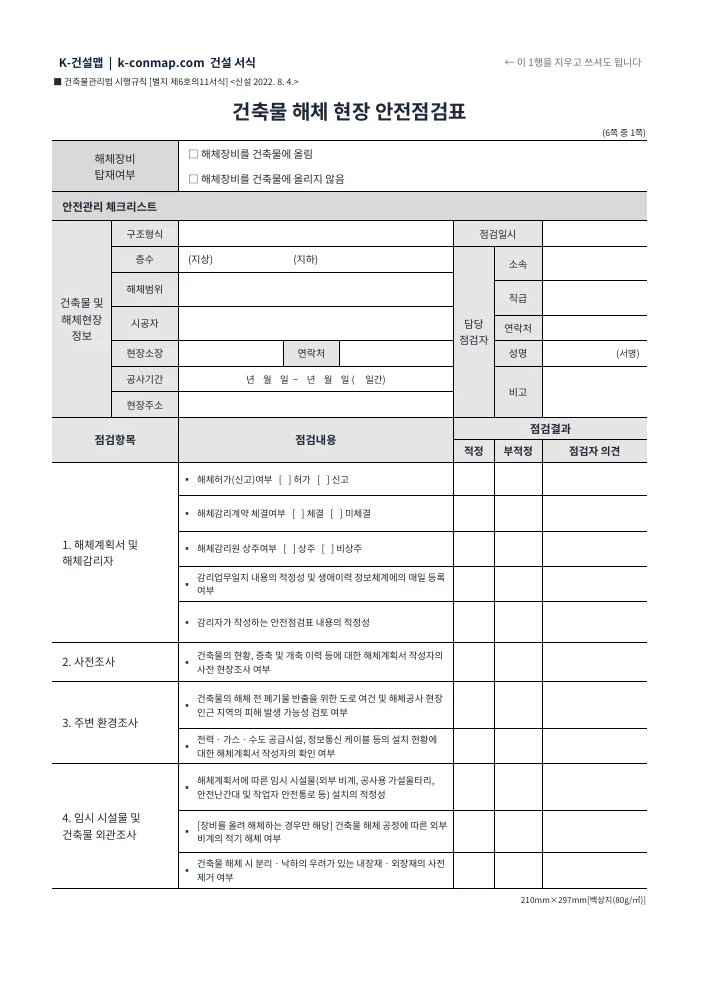 K-건설맵 | k-conmap.com 건설 서식
← 이 1행을 지우고 쓰셔도 됩니다
■ 건축물관리법 시행규칙 [별지 제6호의11서식] <신설 2022. 8. 4.>
건축물 해체 현장 안전점검표
(6쪽 중 1쪽)
해체장비
탑재여부
□ 해체장비를 건축물에 올림
□ 해체장비를 건축물에 올리지 않음
안전관리 체크리스트
건축물 및
해체현장
정보
구조형식
점검일시
층수
(지상) (지하)
담당
점검자
소속
해체범위
직급
시공자
연락처
현장소장
연락처
성명
(서명)
공사기간
년 월 일 ~ 년 월 일 ( 일간)
비고
현장주소
점검항목
점검내용
점검결과
적정
부적정
점검자 의견
1. 해체계획서 및
해체감리자
▪ 해체허가(신고)여부 [ ] 허가 [ ] 신고
▪ 해체감리계약 체결여부 [ ] 체결 [ ] 미체결
▪ 해체감리원 상주여부 [ ] 상주 [ ] 비상주
▪ 감리업무일지 내용의 적정성 및 생애이력 정보체계에의 매일 등록
여부
▪ 감리자가 작성하는 안전점검표 내용의 적정성
2. 사전조사
▪ 건축물의 현황, 증축 및 개축 이력 등에 대한 해체계획서 작성자의
사전 현장조사 여부
3. 주변 환경조사
▪ 건축물의 해체 전 폐기물 반출을 위한 도로 여건 및 해체공사 현장
인근 지역의 피해 발생 가능성 검토 여부
▪ 전력ㆍ가스ㆍ수도 공급시설, 정보통신 케이블 등의 설치 현황에
대한 해체계획서 작성자의 확인 여부
4. 임시 시설물 및
건축물 외관조사
▪ 해체계획서에 따른 임시 시설물(외부 비계, 공사용 가설울타리,
안전난간대 및 작업자 안전통로 등) 설치의 적정성
▪ [장비를 올려 해체하는 경우만 해당] 건축물 해체 공정에 따른 외부
비계의 적기 해체 여부
▪ 건축물 해체 시 분리ㆍ낙하의 우려가 있는 내장재ㆍ외장재의 사전
제거 여부
210mm×297mm[백상지(80g/㎡)]